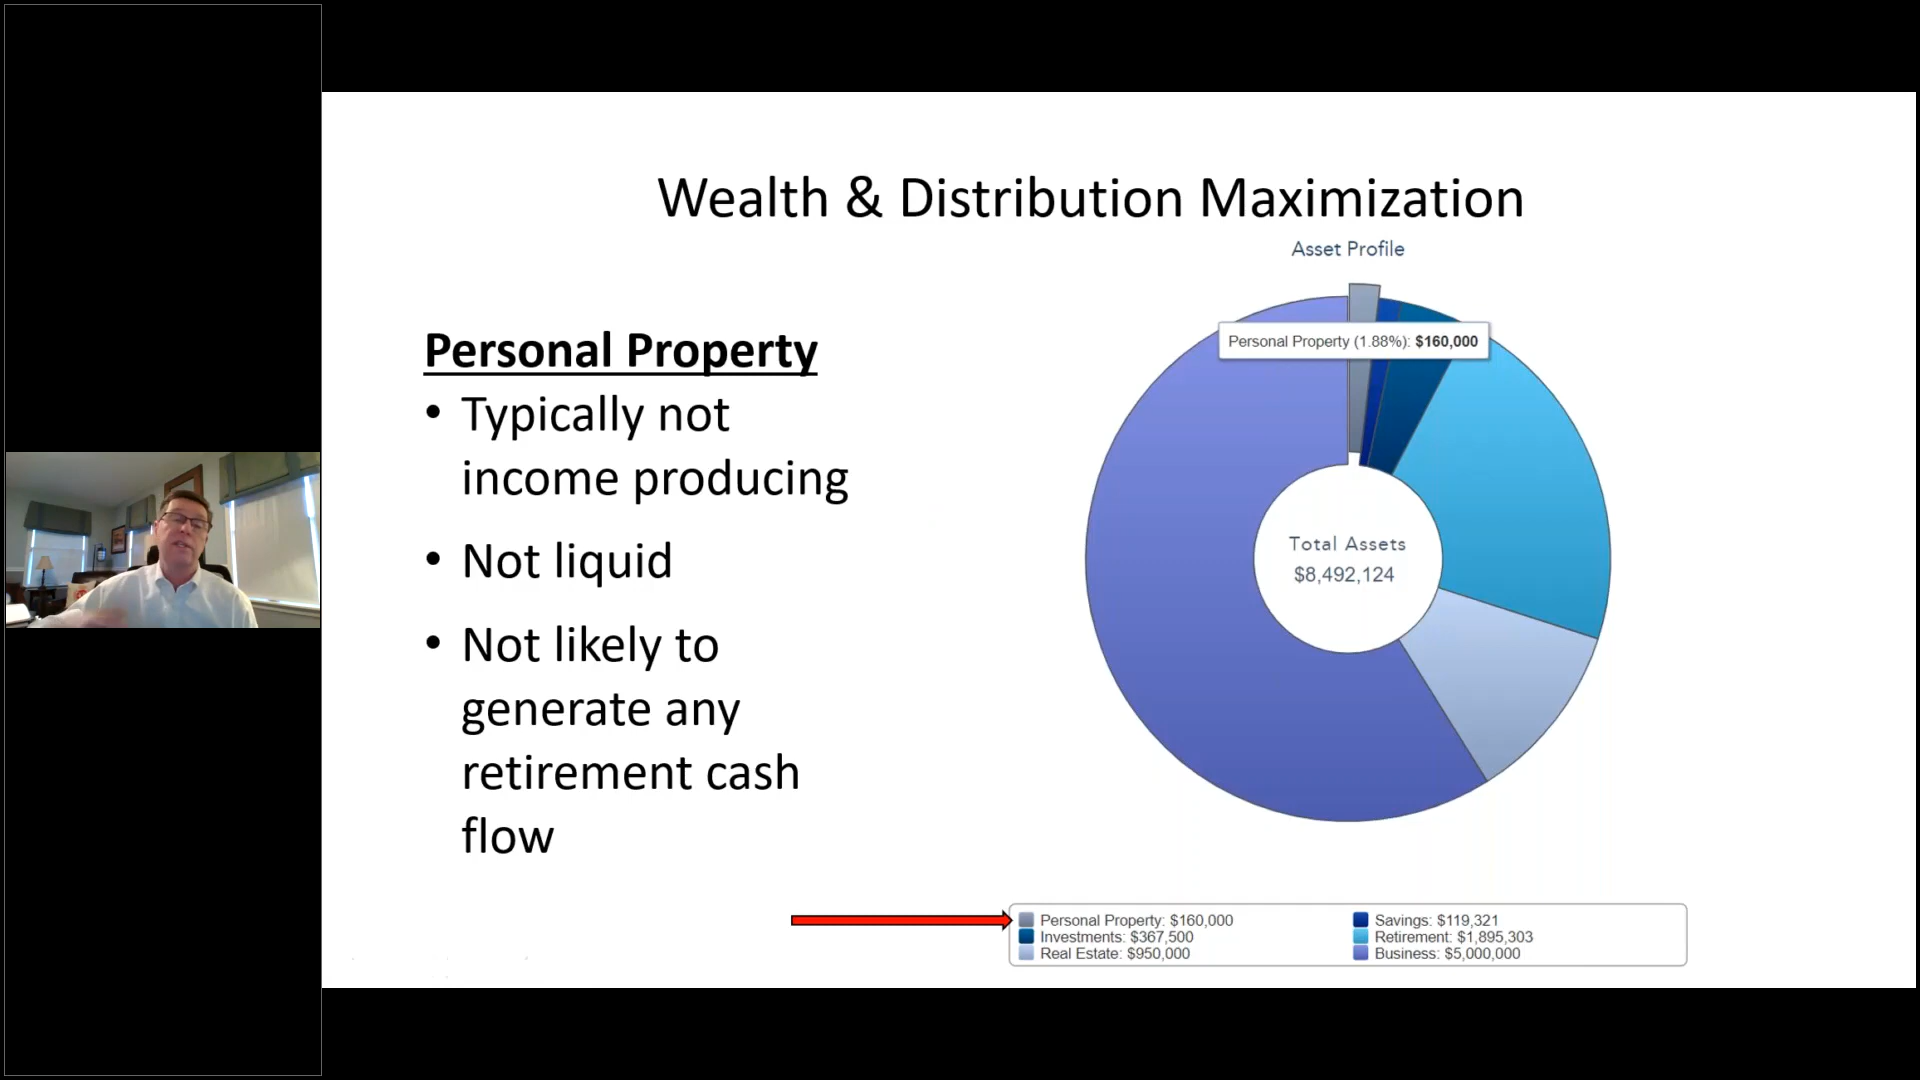 Wealth & Distribution Maximization
Asset Profile
Personal Property
• Typically not
income producing
• Not liquid
• Not likely to
generate any
retirement cash
flow
Personal Property (1.88%): $160,000
Total Assets
$8,492,124
Personal Property: $160,000
Savings: $119,321
Investments: $367,500
Retirement: $1,895,303
Real Estate: $950,000
Business: $5,000,000